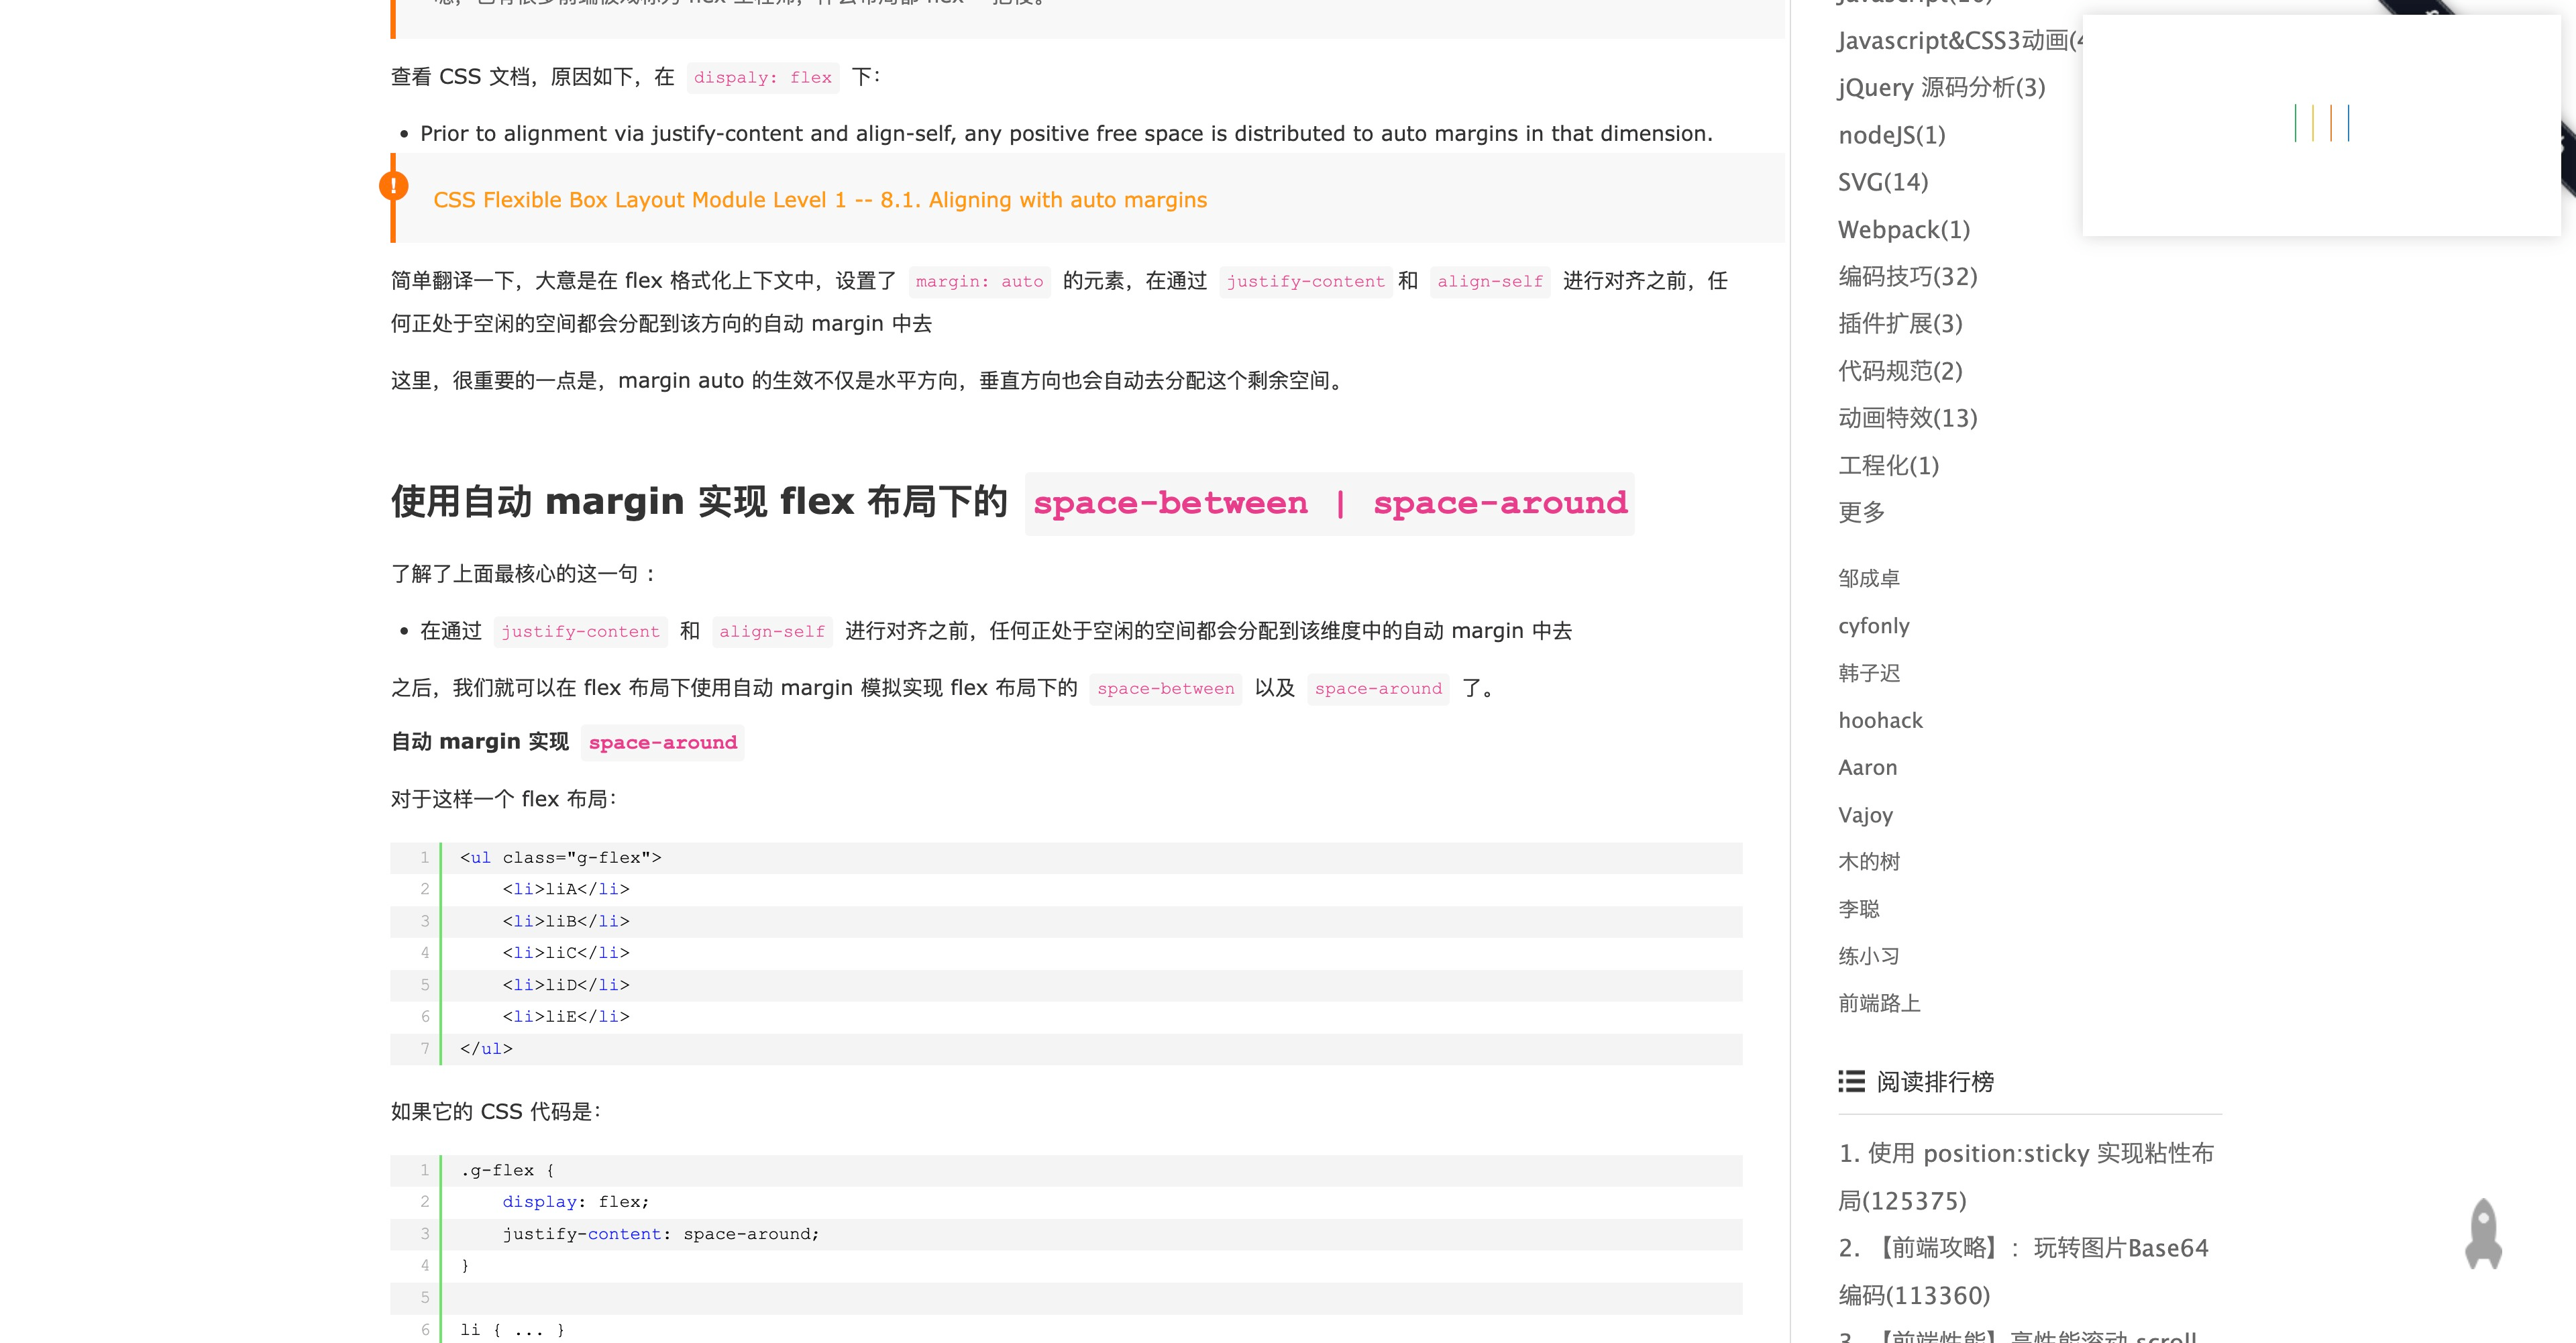 查看 CSS 文档，原因如下，在 dispaly: flex 下：
• Prior to alignment via justify-content and align-self, any positive free space is distributed to auto margins in that dimension.
CSS Flexible Box Layout Module Level 1 -- 8.1. Aligning with auto margins
简单翻译一下，大意是在 flex 格式化上下文中，设置了 margin: auto 的元素，在通过 justify-content 和 align-self 进行对齐之前，任
何正处于空闲的空间都会分配到该方向的自动 margin 中去
这里，很重要的一点是，margin auto 的生效不仅是水平方向，垂直方向也会自动去分配这个剩余空间。
使用自动 margin 实现 flex 布局下的 space-between | space-around
了解了上面最核心的这一句 ：
• 在通过 justify-content 和 align-self 进行对齐之前，任何正处于空闲的空间都会分配到该维度中的自动 margin 中去
之后，我们就可以在 flex 布局下使用自动 margin 模拟实现 flex 布局下的 space-between 以及 space-around 了。
自动 margin 实现 space-around
对于这样一个 flex 布局：
1 <ul class="g-flex">
2     <li>liA</li>
3     <li>liB</li>
4     <li>liC</li>
5     <li>liD</li>
6     <li>liE</li>
7 </ul>
如果它的 CSS 代码是：
1 .g-flex {
2     display: flex;
3     justify-content: space-around;
4 }
5
6 li { ... }
Javascript&CSS3动画(
jQuery 源码分析(3)
nodeJS(1)
SVG(14)
Webpack(1)
编码技巧(32)
插件扩展(3)
代码规范(2)
动画特效(13)
工程化(1)
更多
邹成卓
cyfonly
韩子迟
hoohack
Aaron
Vajoy
木的树
李聪
练小习
前端路上
阅读排行榜
1. 使用 position:sticky 实现粘性布
局(125375)
2. 【前端攻略】：玩转图片Base64
编码(113360)
3. 【前端性能】高性能滚动 scroll